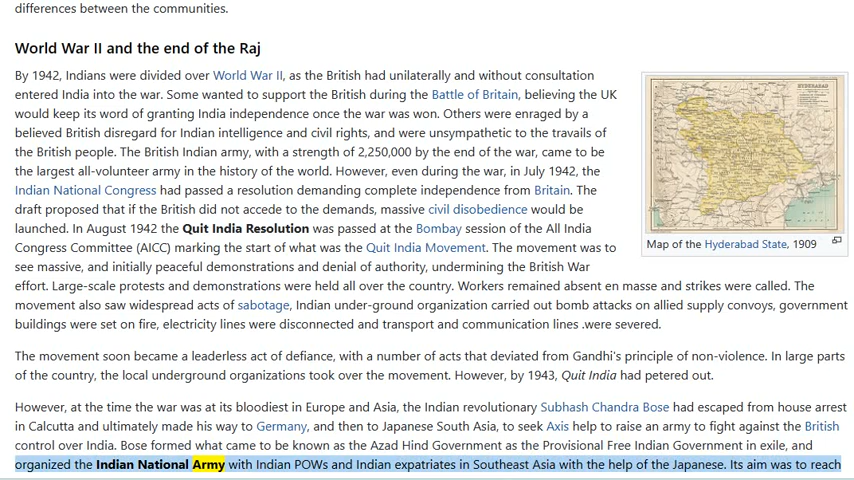 differences between the communities.
World War II and the end of the Raj
By 1942, Indians were divided over World War II, as the British had unilaterally and without consultation
entered India into the war. Some wanted to support the British during the Battle of Britain, believing the UK
would keep its word of granting India independence once the war was won. Others were enraged by a
believed British disregard for Indian intelligence and civil rights, and were unsympathetic to the travails of
the British people. The British Indian army, with a strength of 2,250,000 by the end of the war, came to be
the largest all-volunteer army in the history of the world. However, even during the war, in July 1942, the
Indian National Congress had passed a resolution demanding complete independence from Britain. The
draft proposed that if the British did not accede to the demands, massive civil disobedience would be
launched. In August 1942 the Quit India Resolution was passed at the Bombay session of the All India
Congress Committee (AICC) marking the start of what was the Quit India Movement. The movement was to
see massive, and initially peaceful demonstrations and denial of authority, undermining the British War
effort. Large-scale protests and demonstrations were held all over the country. Workers remained absent en masse and strikes were called. The
movement also saw widespread acts of sabotage, Indian under-ground organization carried out bomb attacks on allied supply convoys, government
buildings were set on fire, electricity lines were disconnected and transport and communication lines .were severed.
HYDERABAD
Map of the Hyderabad State, 1909
The movement soon became a leaderless act of defiance, with a number of acts that deviated from Gandhi's principle of non-violence. In large parts
of the country, the local underground organizations took over the movement. However, by 1943, Quit India had petered out.
However, at the time the war was at its bloodiest in Europe and Asia, the Indian revolutionary Subhash Chandra Bose had escaped from house arrest
in Calcutta and ultimately made his way to Germany, and then to Japanese South Asia, to seek Axis help to raise an army to fight against the British
control over India. Bose formed what came to be known as the Azad Hind Government as the Provisional Free Indian Government in exile, and
organized the Indian National Army with Indian POWs and Indian expatriates in Southeast Asia with the help of the Japanese. Its aim was to reach